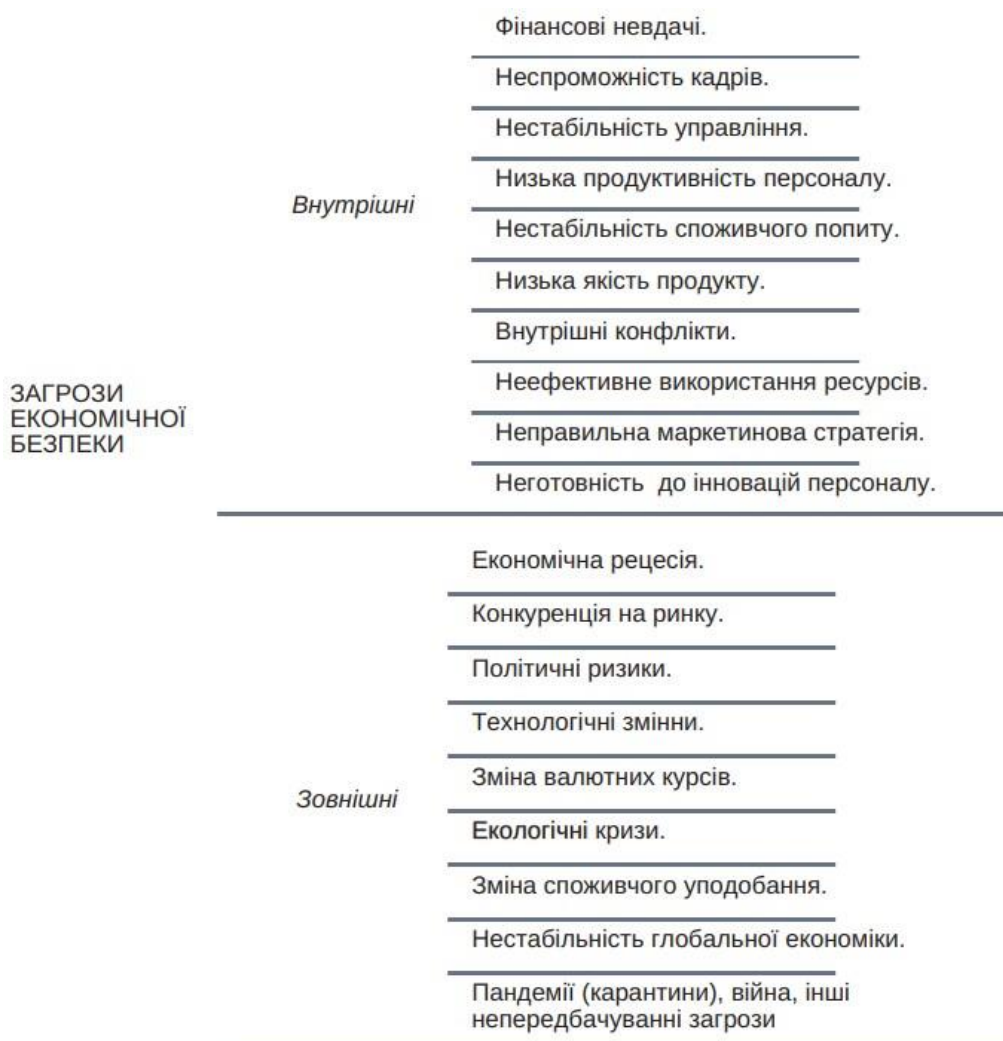 ЗАГРОЗИ
ЕКОНОМІЧНОЇ
БЕЗПЕКИ
Внутрішні
Фінансові невдачі.
Неспроможність кадрів.
Нестабільність управління.
Низька продуктивність персоналу.
Нестабільність споживчого попиту.
Низька якість продукту.
Внутрішні конфлікти.
Неефективне використання ресурсів.
Неправильна маркетинова стратегія.
Неготовність до інновацій персоналу.
Зовнішні
Економічна рецесія.
Конкуренція на ринку.
Політичні ризики.
Технологічні змінни.
Зміна валютних курсів.
Екологічні кризи.
Зміна споживчого уподобання.
Нестабільність глобальної економіки.
Пандемії (карантини), війна, інші
непередбачуванні загрози